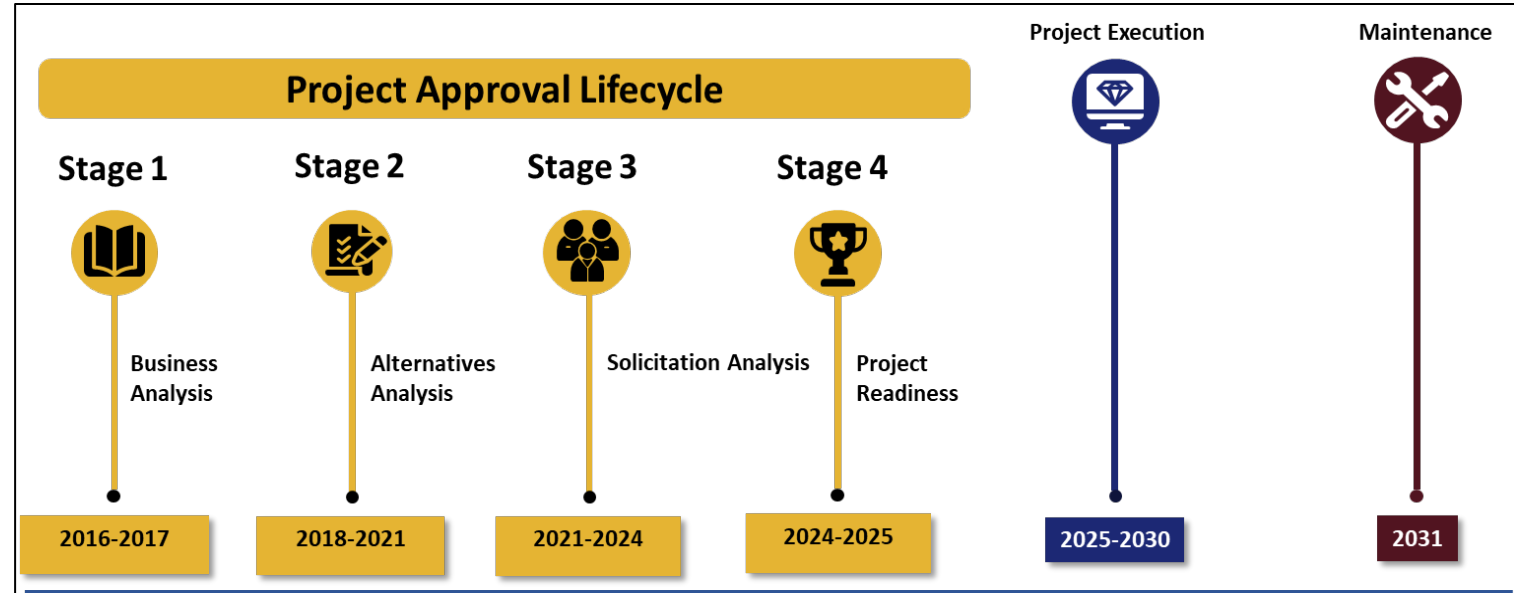 Project Execution
Maintenance
Project Approval Lifecycle
Stage 1
Stage 2
Stage 3
Stage 4
Business
Analysis
Alternatives
Analysis
Solicitation Analysis
Project
Readiness
2016-2017
2018-2021
2021-2024
2024-2025
2025-2030
2031